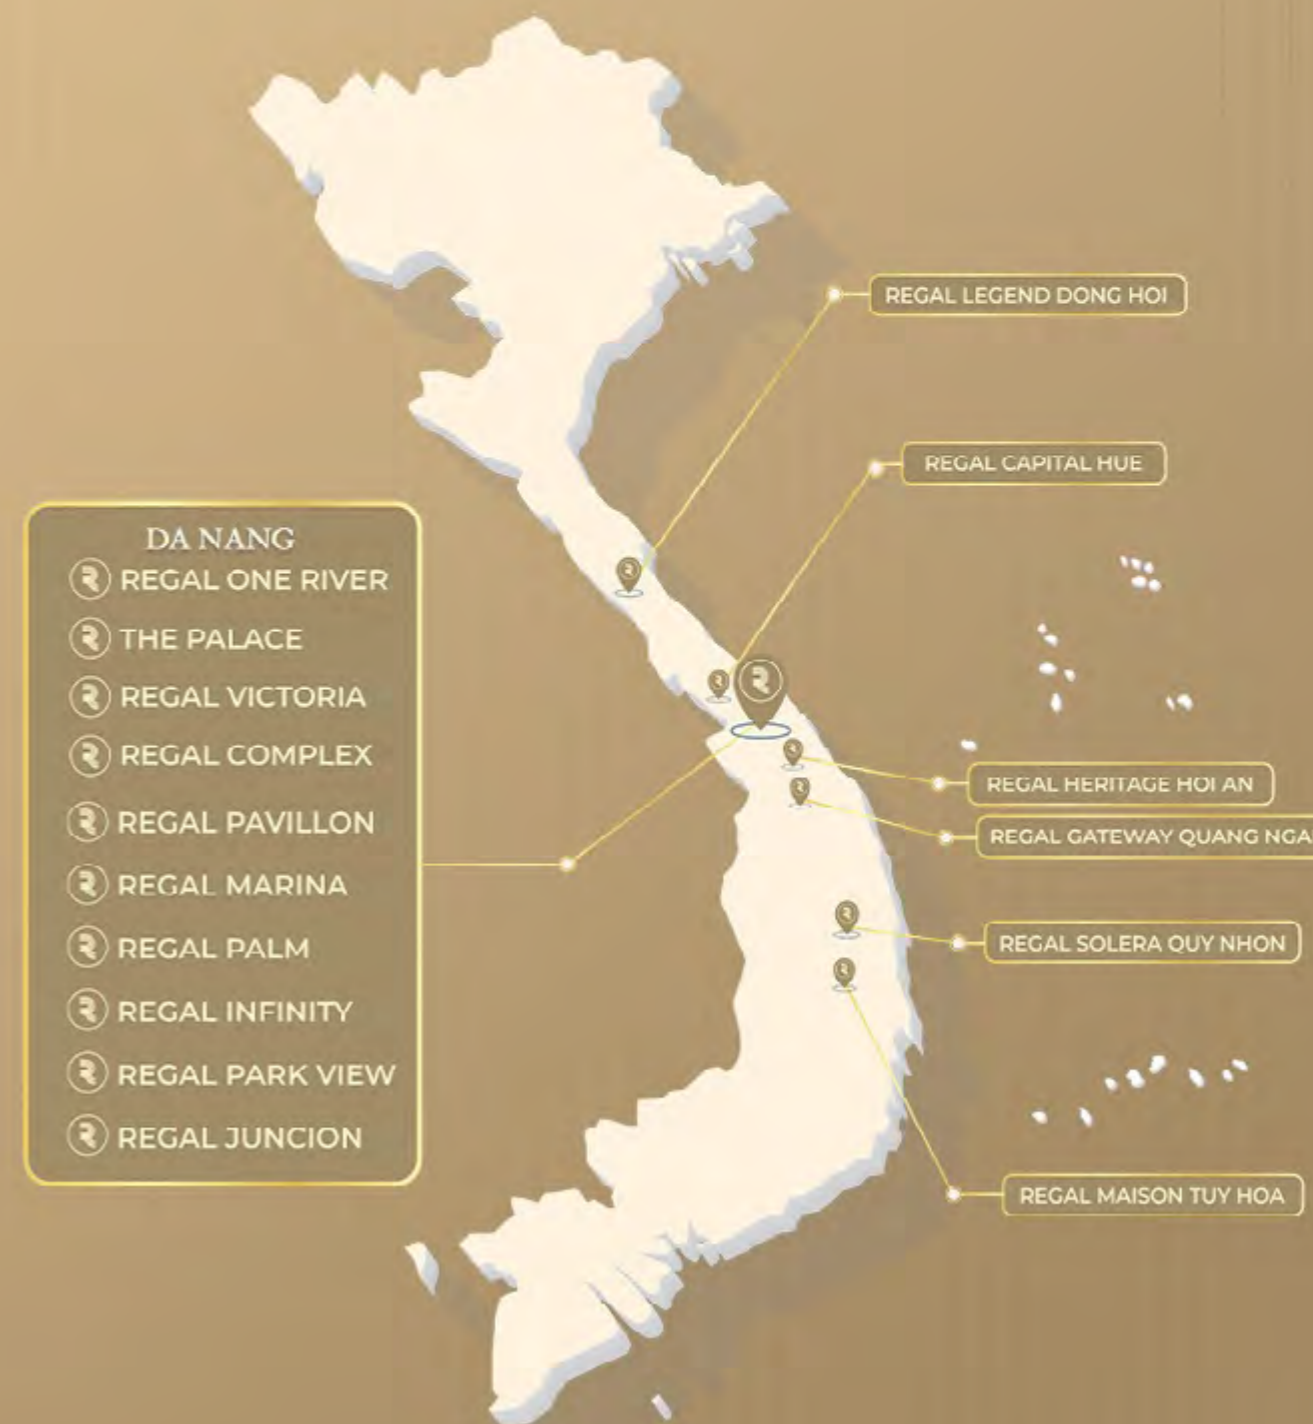 REGAL LEGEND DONG HOI
REGAL CAPITAL HUE
DA NANG
REGAL ONE RIVER
THE PALACE
REGAL VICTORIA
REGAL COMPLEX
REGAL PAVILLON
REGAL MARINA
REGAL PALM
REGAL INFINITY
REGAL PARK VIEW
REGAL JUNCION
REGAL HERITAGE HOI AN
REGAL GATEWAY QUANG NGA
REGAL SOLERA QUY NHON
REGAL MAISON TUY HOA